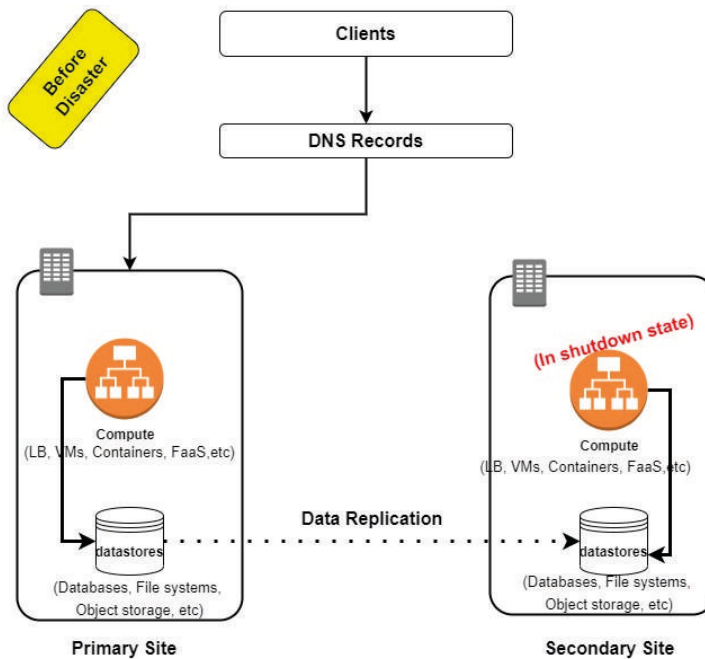 Before
Disaster
Clients
DNS Records
(In shutdown state)
Compute
(LB, VMs, Containers, FaaS,etc)
Compute
(LB, VMs, Containers, FaaS,etc)
Data Replication
datastores
datastores
(Databases, File systems,
Object storage, etc)
(Databases, File systems,
Object storage, etc)
Primary Site
Secondary Site